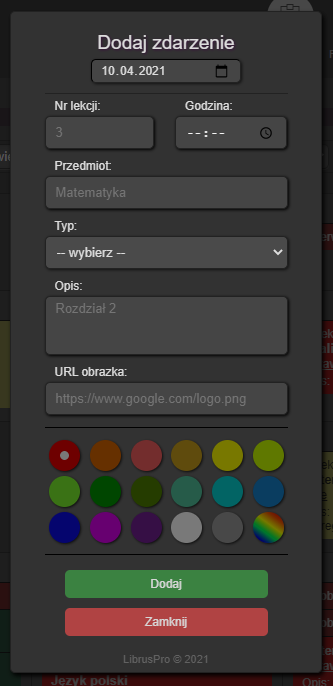 Dodaj zdarzenie
10.04.2021
Nr lekcji: Godzina:
3 --:--
Przedmiot:
Matematyka
Typ:
-- wybierz --
Opis:
Rozdział 2
URL obrazka:
https://www.google.com/logo.png
Dodaj
Zamknij
LibrusPro © 2021
Język polski
Opis: